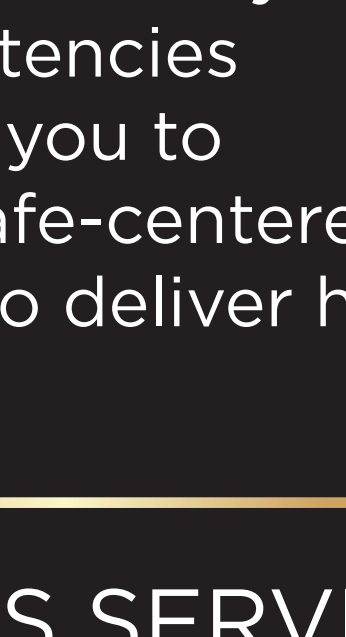 tencies
you to
afe-centere
o deliver h
S SERV